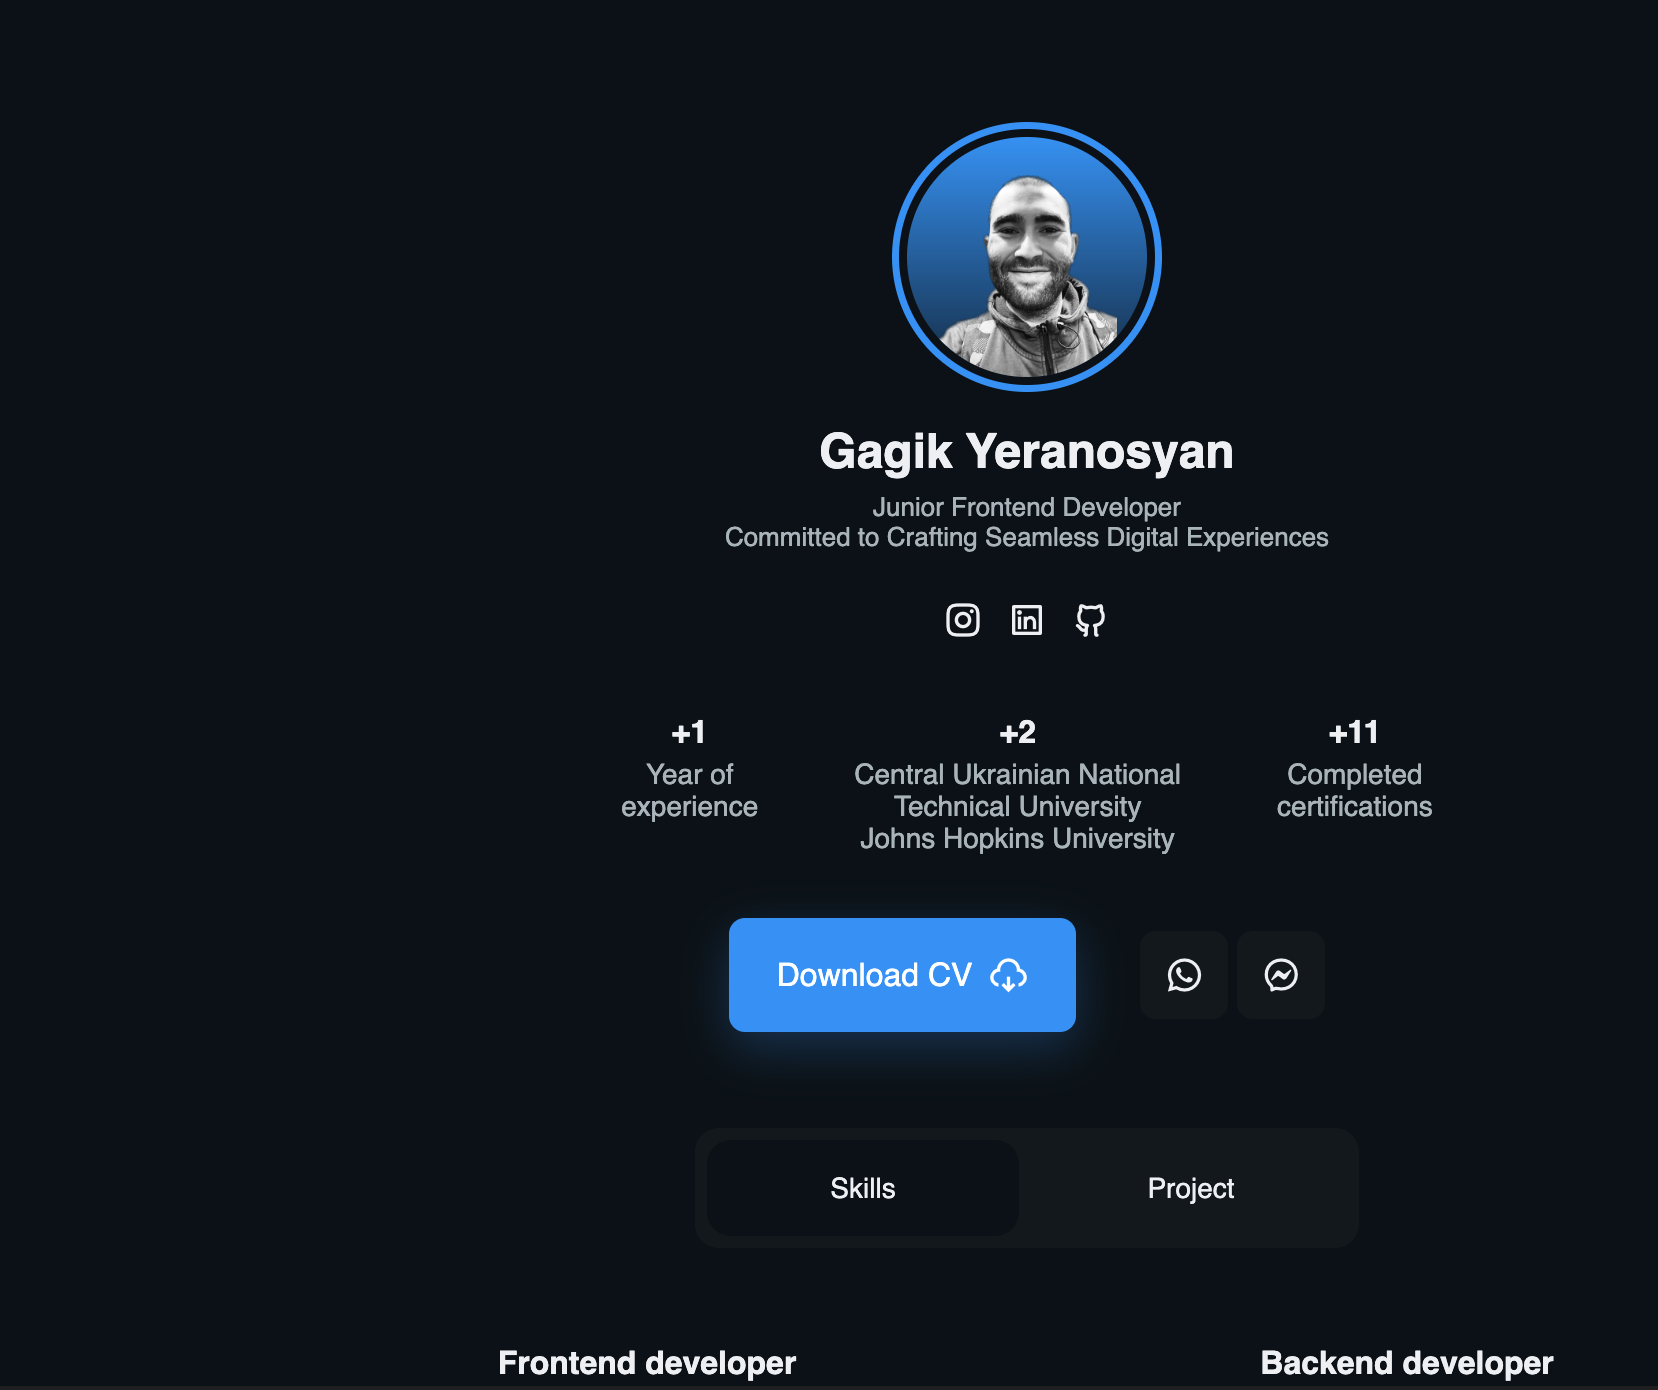 Gagik Yeranosyan
Junior Frontend Developer
Committed to Crafting Seamless Digital Experiences
+1
Year of
experience
+2
Central Ukrainian National
Technical University
Johns Hopkins University
+11
Completed
certifications
Download CV
Skills
Project
Frontend developer
Backend developer